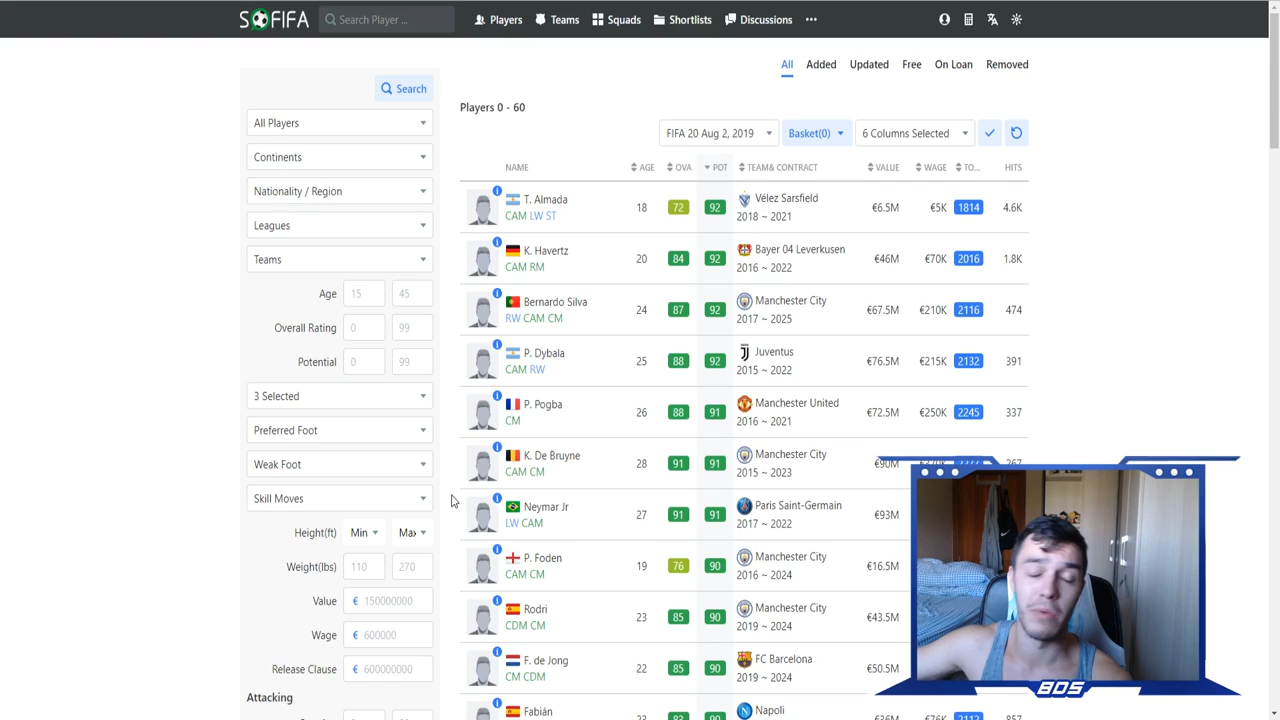 SOFIFA Search Player ... Players Teams Squads Shortlists Discussions
All Added Updated Free On Loan Removed
Search
Players 0 - 60
All Players
FIFA 20 Aug 2, 2019 Basket(0) 6 Columns Selected
Continents
NAME AGE OVA POT TEAM & CONTRACT VALUE WAGE TO... HITS
Nationality / Region
Leagues
Teams
Age 15 45
Overall Rating 0 99
Potential 0 99
3 Selected
Preferred Foot
Weak Foot
Skill Moves
Height(ft) Min Max
Weight(lbs) 110 270
Value € 150000000
Wage € 600000
Release Clause € 600000000
Attacking
T. Almada 18 72 92 Vélez Sarsfield €6.5M €5K 1814 4.6K
CAM LW ST 2018 ~ 2021
K. Havertz 20 84 92 Bayer 04 Leverkusen €46M €70K 2016 1.8K
CAM RM 2016 ~ 2022
Bernardo Silva 24 87 92 Manchester City €67.5M €210K 2116 474
RW CAM CM 2017 ~ 2025
P. Dybala 25 88 92 Juventus €76.5M €215K 2132 391
CAM RW 2015 ~ 2022
P. Pogba 26 88 91 Manchester United €72.5M €250K 2245 337
CM 2016 ~ 2021
K. De Bruyne 28 91 91 Manchester City €90M 267
CAM CM 2015 ~ 2023
Neymar Jr 27 91 91 Paris Saint-Germain €93M
LW CAM 2017 ~ 2022
P. Foden 19 76 90 Manchester City €16.5M
CAM CM 2016 ~ 2024
Rodri 23 85 90 Manchester City €43.5M
CDM CM 2019 ~ 2024
F. de Jong 22 85 90 FC Barcelona €50.5M
CM CDM 2019 ~ 2024
Fabián Napoli
BDS